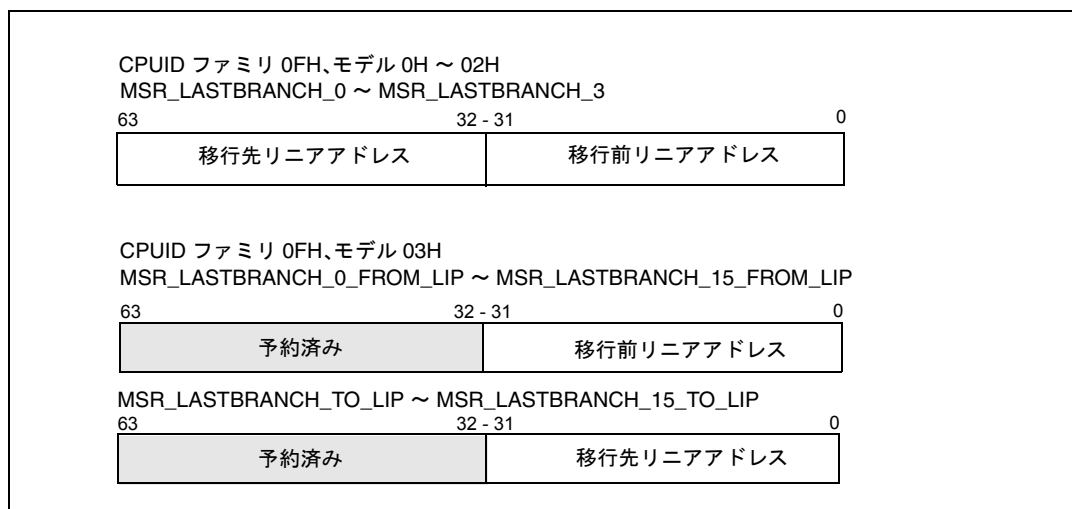 CPUID ファミリ 0FH、モデル 0H ～ 02H
MSR_LASTBRANCH_0 ～ MSR_LASTBRANCH_3
63 32 - 31 0
移行先リニアアドレス 移行前リニアアドレス
CPUID ファミリ 0FH、モデル 03H
MSR_LASTBRANCH_0_FROM_LIP ～ MSR_LASTBRANCH_15_FROM_LIP
63 32 - 31 0
予約済み 移行前リニアアドレス
MSR_LASTBRANCH_TO_LIP ～ MSR_LASTBRANCH_15_TO_LIP
63 32 - 31 0
予約済み 移行先リニアアドレス